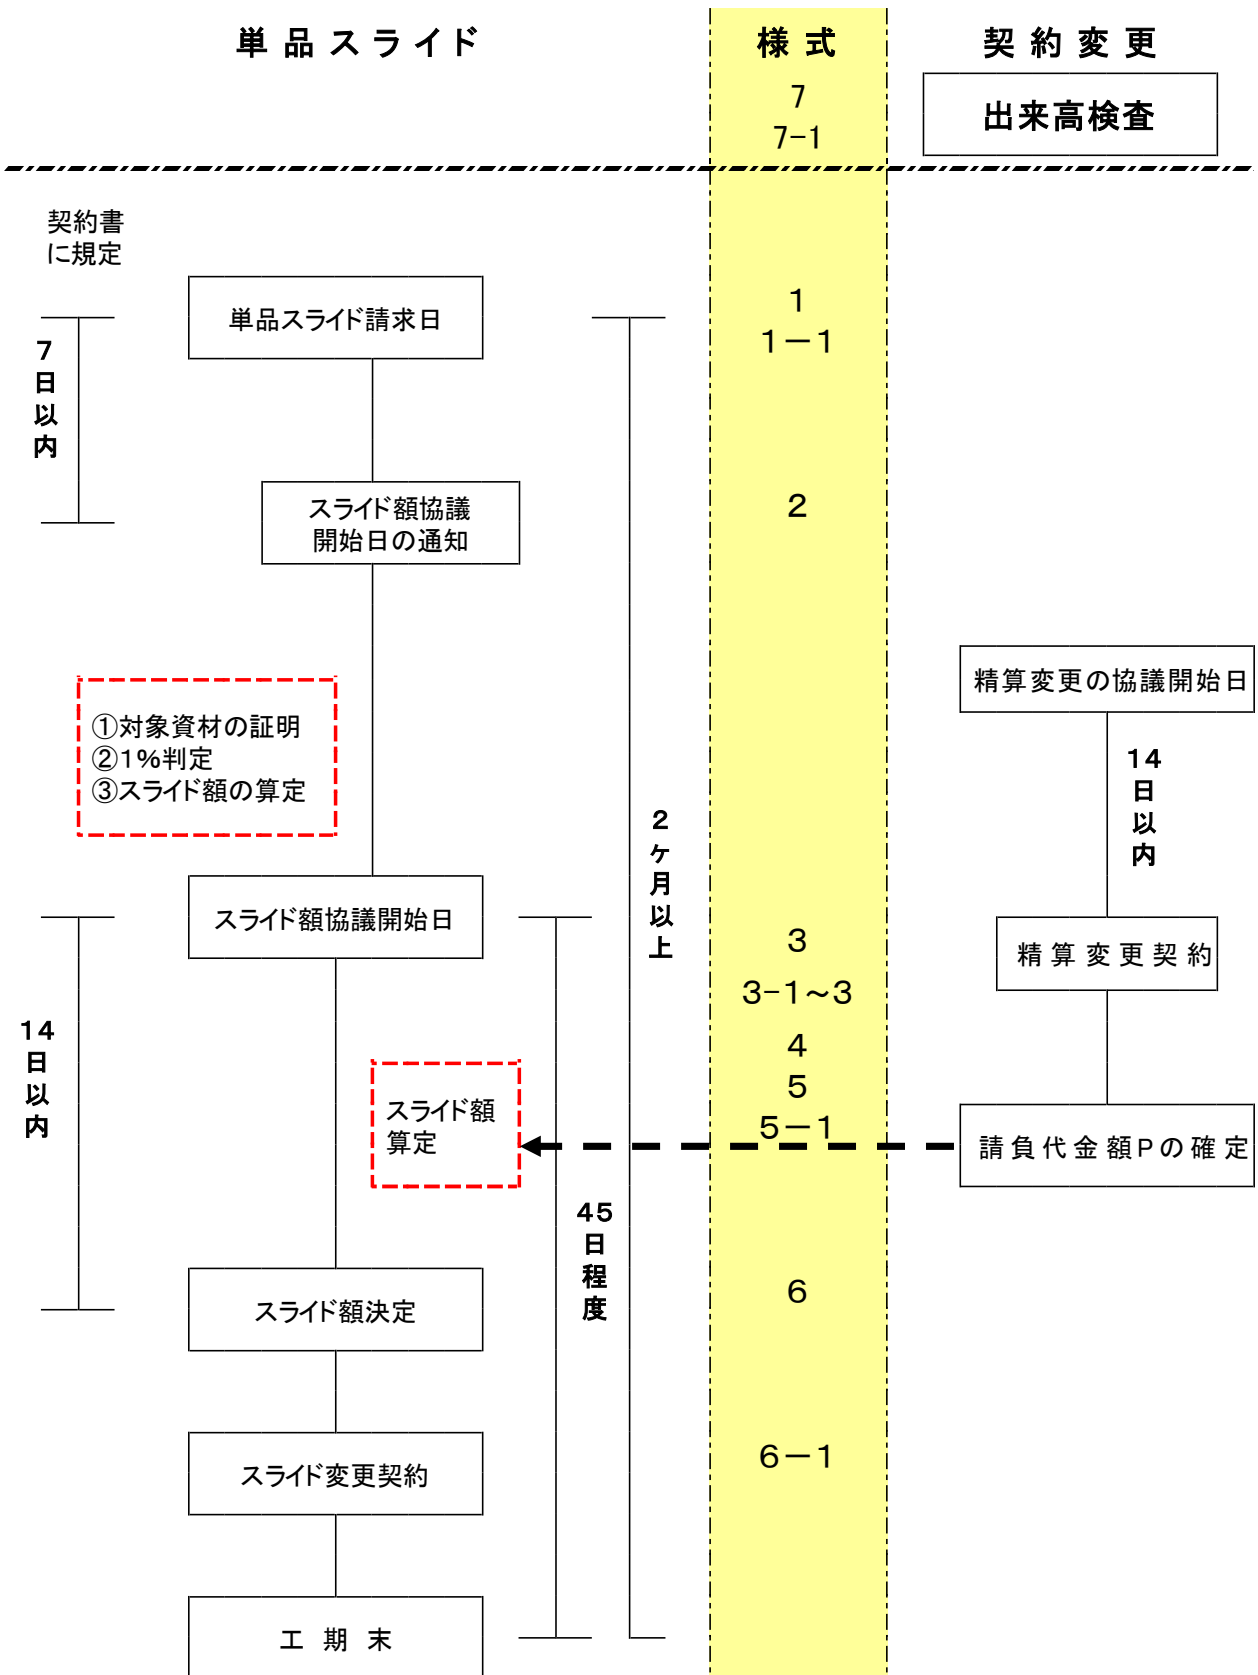 単品スライド
様式
契約変更
7
7-1
出来高検査
契約書
に規定
単品スライド請求日
1
1－1
7日以内
スライド額協議
開始日の通知
2
精算変更の協議開始日
①対象資材の証明
②1％判定
③スライド額の算定
14日以内
2ヶ月以上
スライド額協議開始日
3
3-1～3
精算変更契約
14日以内
4
5
5－1
スライド額
算定
請負代金額Pの確定
45日程度
スライド額決定
6
スライド変更契約
6－1
工期末